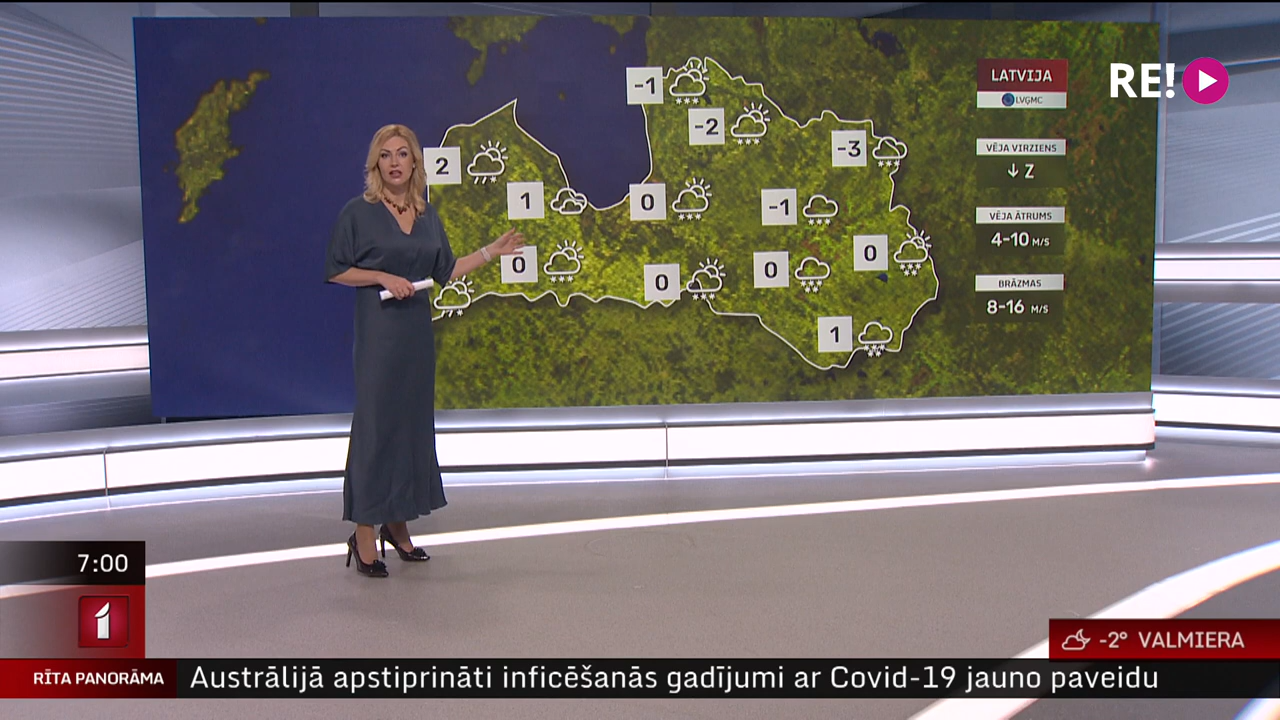 RE!
LATVIJA
LVĢMC
VĒJA VIRZIENS
Z
VĒJA ĀTRUMS
4-10 M/S
BRĀZMAS
8-16 M/S
-1
-2
-3
2
1
0
-1
0
0
0
0
1
7:00
1
-2° VALMIERA
RĪTA PANORĀMA
Austrālijā apstiprināti inficēšanās gadījumi ar Covid-19 jauno paveidu